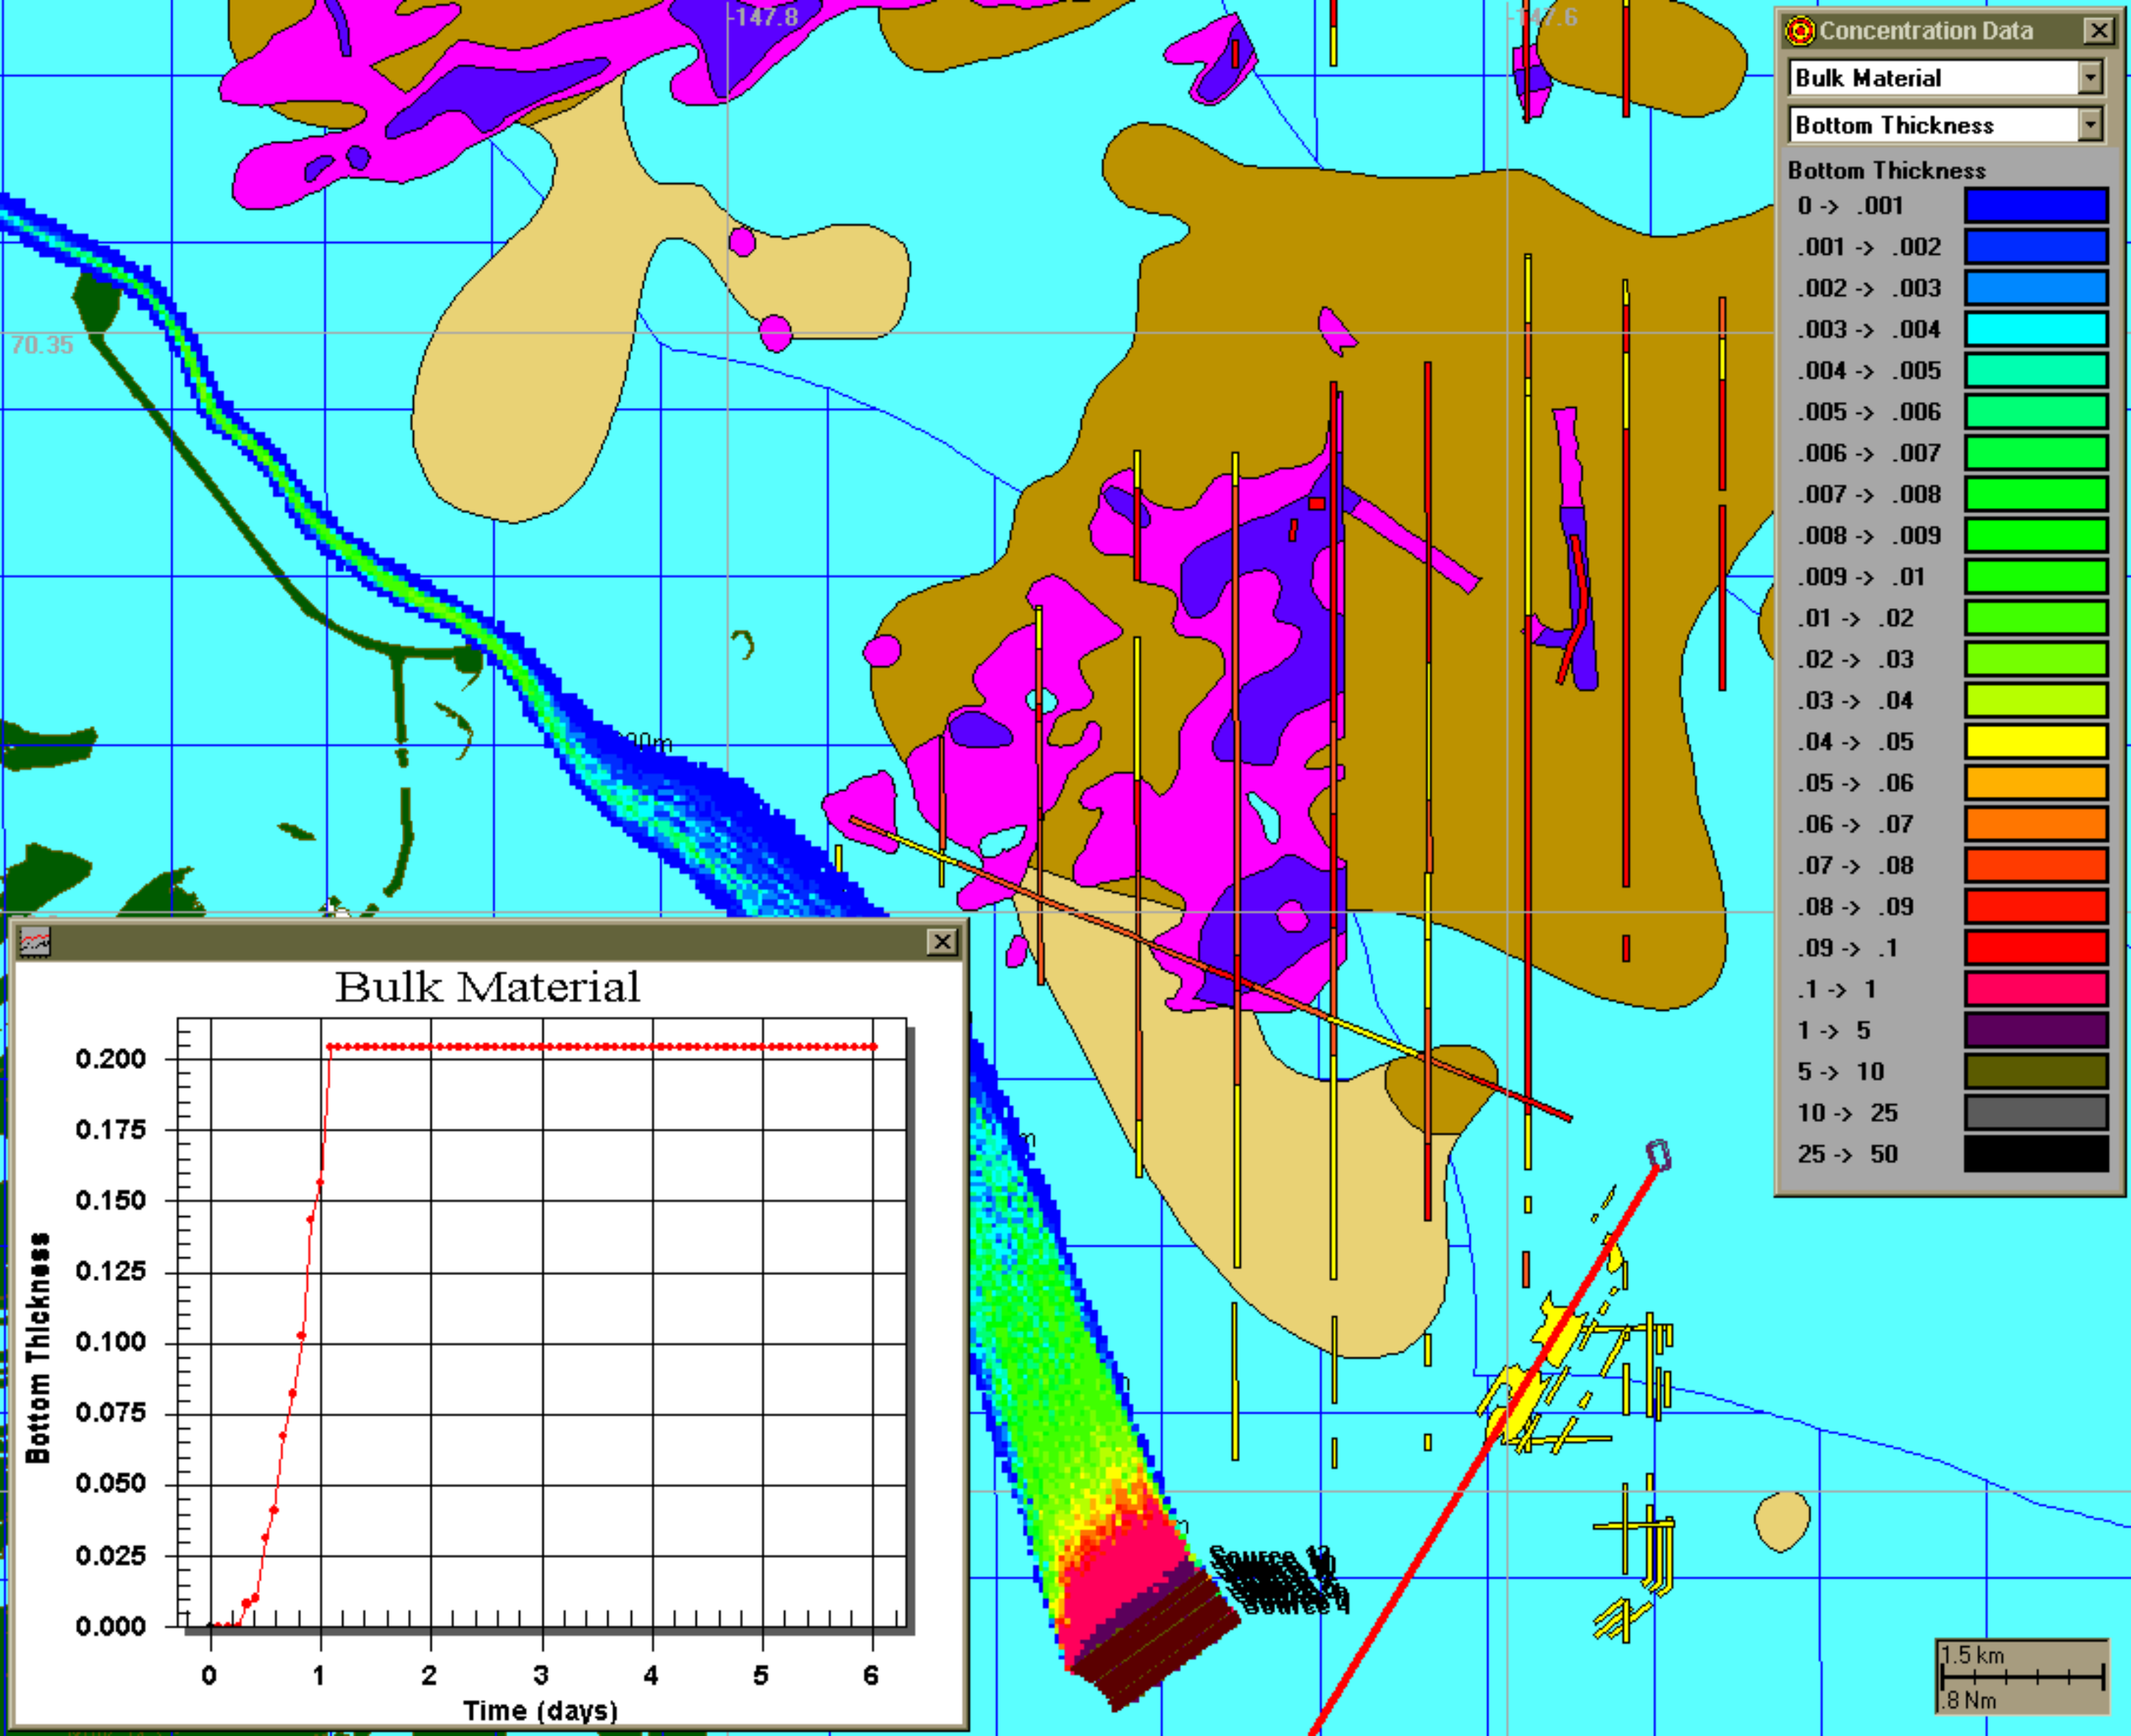 -147.8
-147.6
70.35
Concentration Data
Bulk Material
Bottom Thickness
Bottom Thickness
0 -> .001
.001 -> .002
.002 -> .003
.003 -> .004
.004 -> .005
.005 -> .006
.006 -> .007
.007 -> .008
.008 -> .009
.009 -> .01
.01 -> .02
.02 -> .03
.03 -> .04
.04 -> .05
.05 -> .06
.06 -> .07
.07 -> .08
.08 -> .09
.09 -> .1
.1 -> 1
1 -> 5
5 -> 10
10 -> 25
25 -> 50
Bulk Material
0.200
0.175
0.150
0.125
0.100
0.075
0.050
0.025
0.000
Bottom Thickness
0 1 2 3 4 5 6
Time (days)
Source
Source
1.5 km
.8 Nm